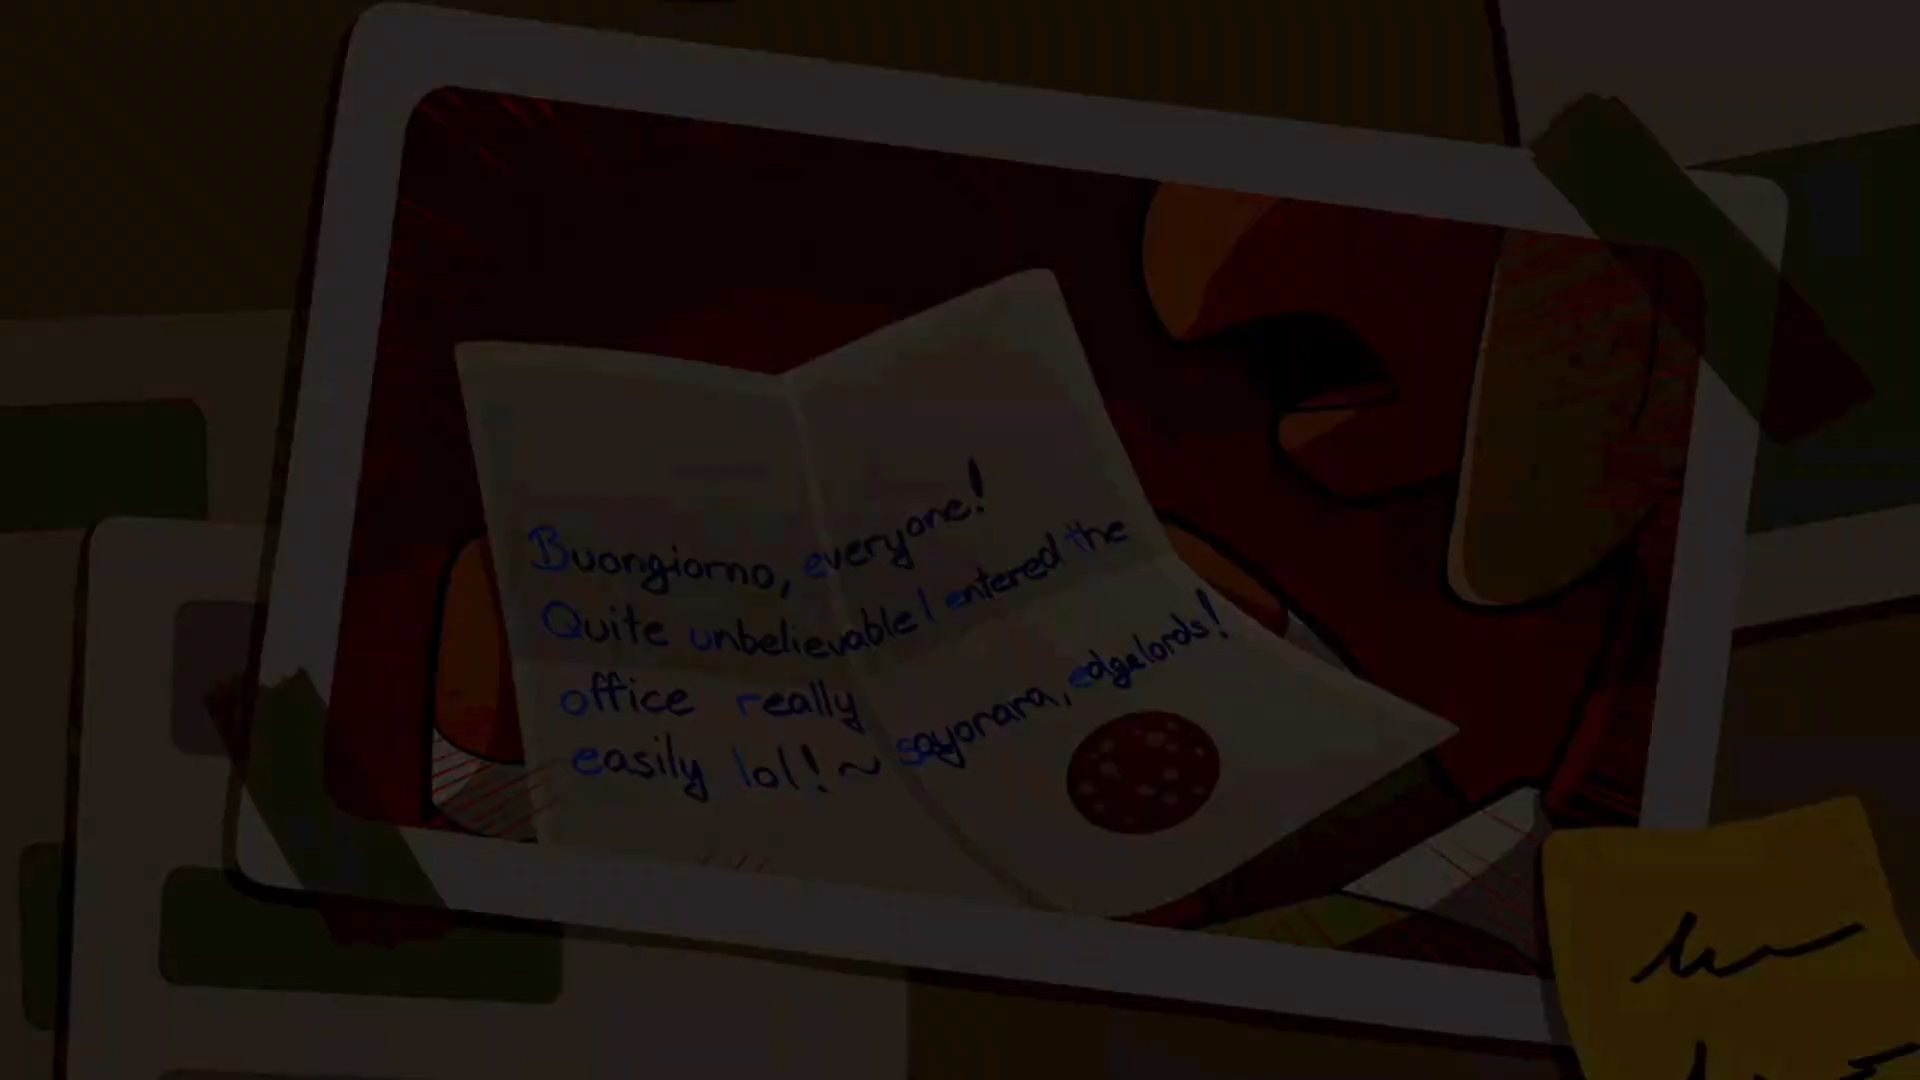 Buongiorno, everyone!
Quite unbelievable I entered the
office really
easily lol! ~ sayonara, edgelords!